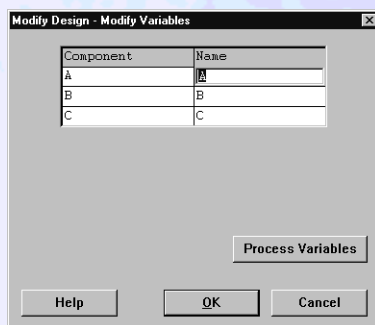 Modify Design - Modify Variables
Component Name
A A
B B
C C
Process Variables
Help OK Cancel